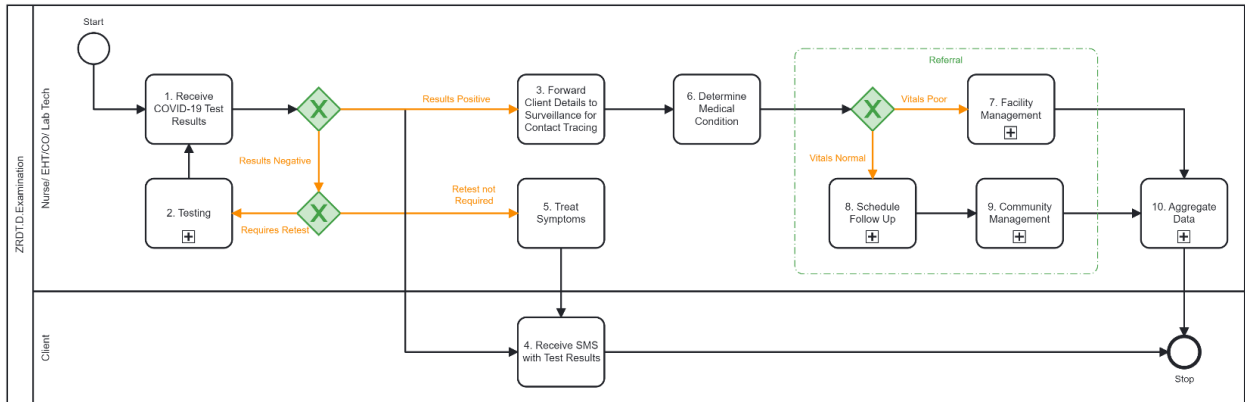 ZRDT.D.Examination
Nurse/ EHT/CO/ Lab Tech
Start
1. Receive
COVID-19 Test
Results
Results Positive
3. Forward
Client Details to
Surveillance for
Contact Tracing
6. Determine
Medical
Condition
Referral
Vitals Poor
7. Facility
Management
Results Negative
Vitals Normal
2. Testing
Requires Retest
Retest not
Required
5. Treat
Symptoms
8. Schedule
Follow Up
9. Community
Management
10. Aggregate
Data
Client
4. Receive SMS
with Test Results
Stop